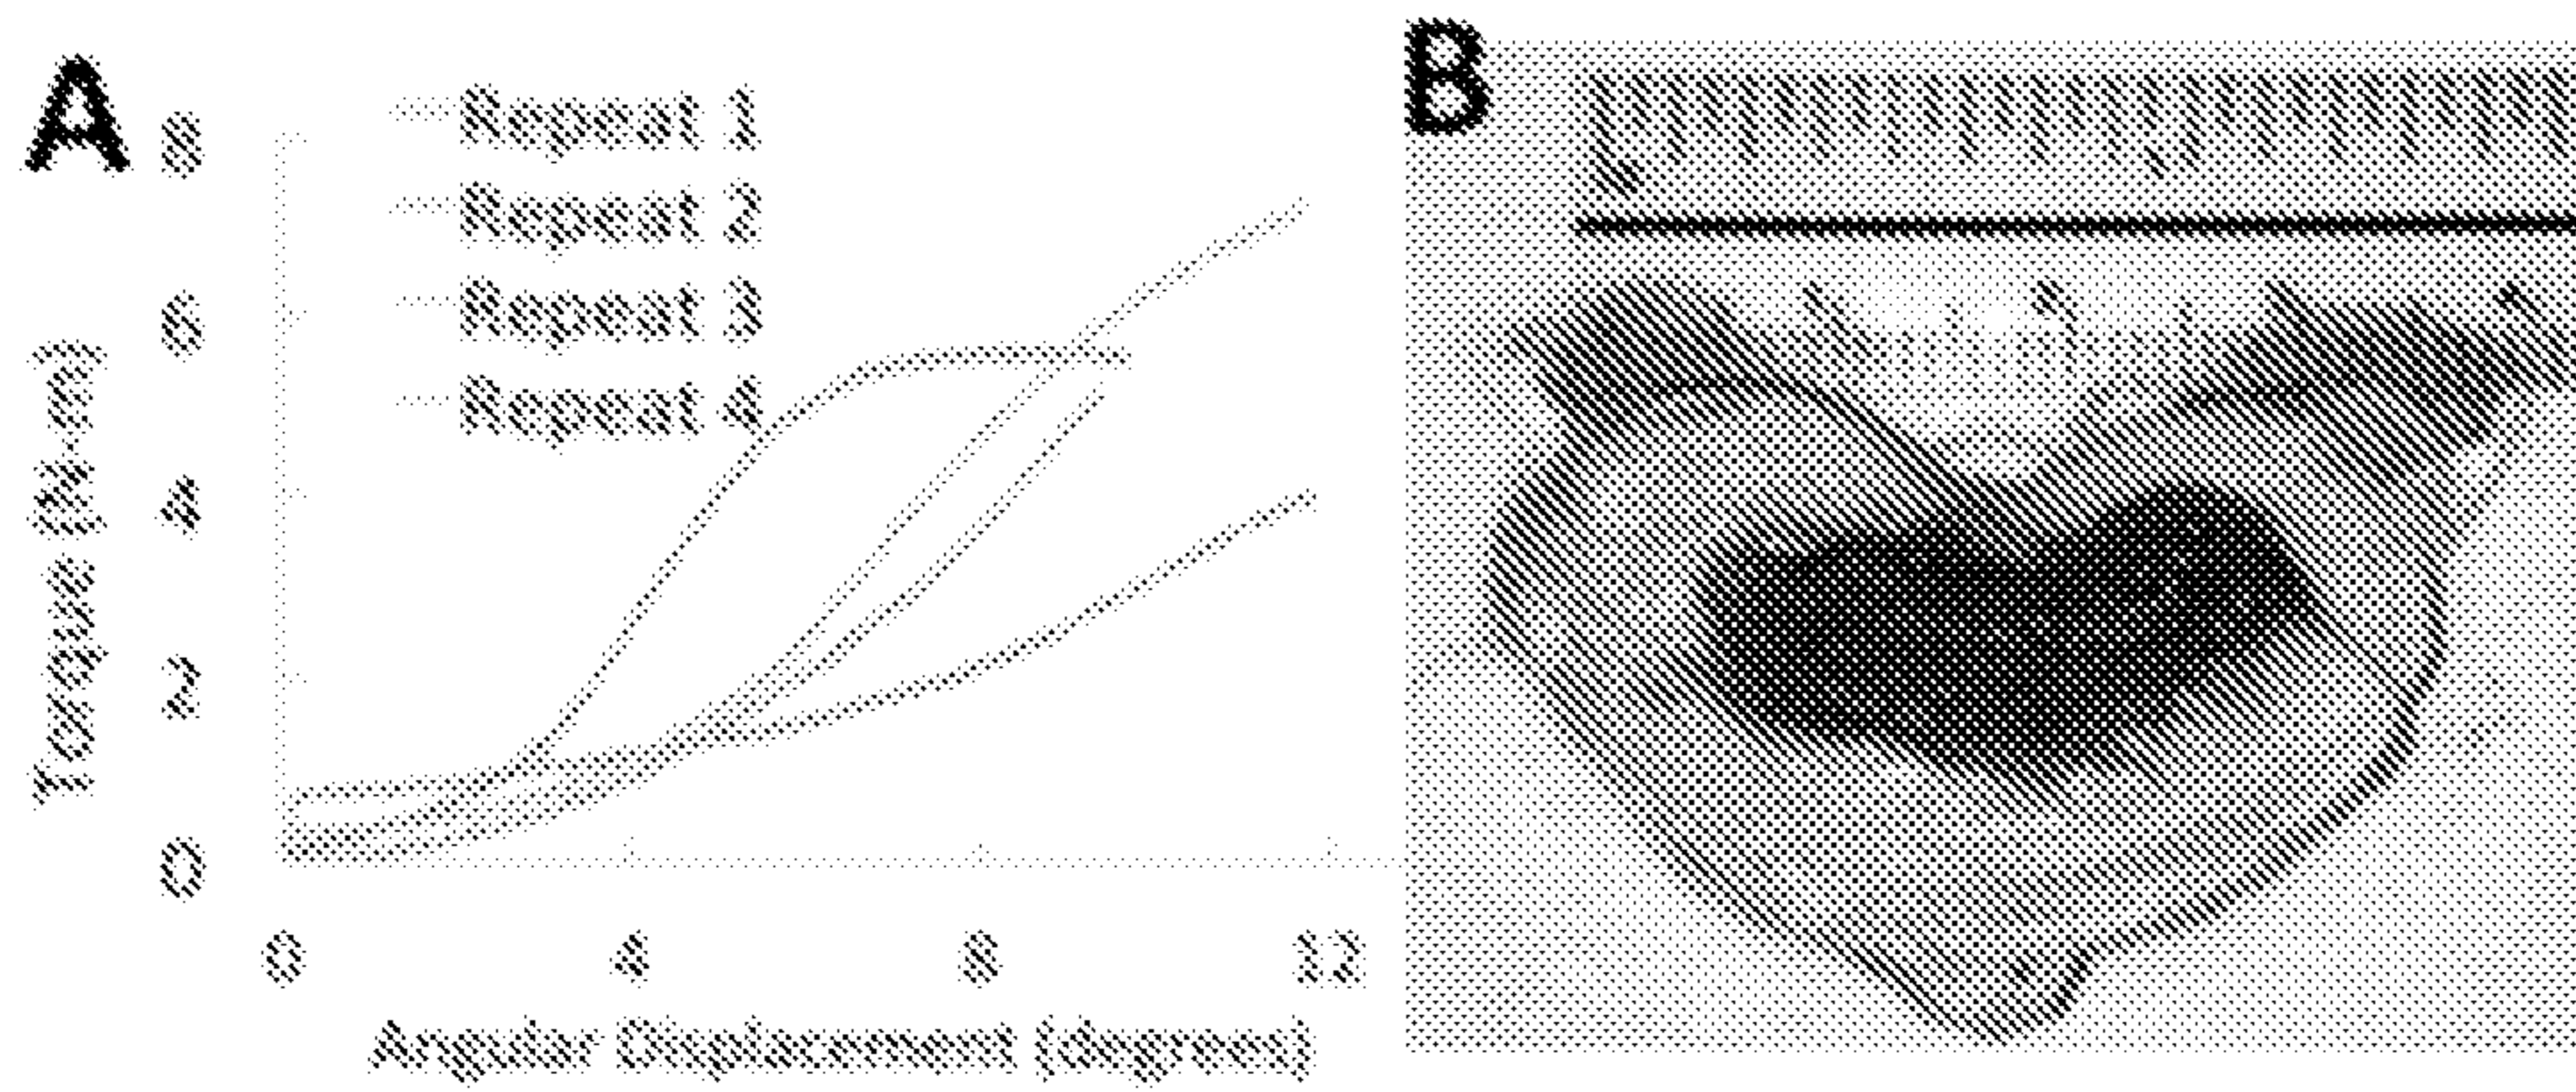 A
8
6
4
2
0
Torque (N-m)
Repeat 1
Repeat 2
Repeat 3
Repeat 4
0 4 8 12
Angular Displacement (degrees)
B